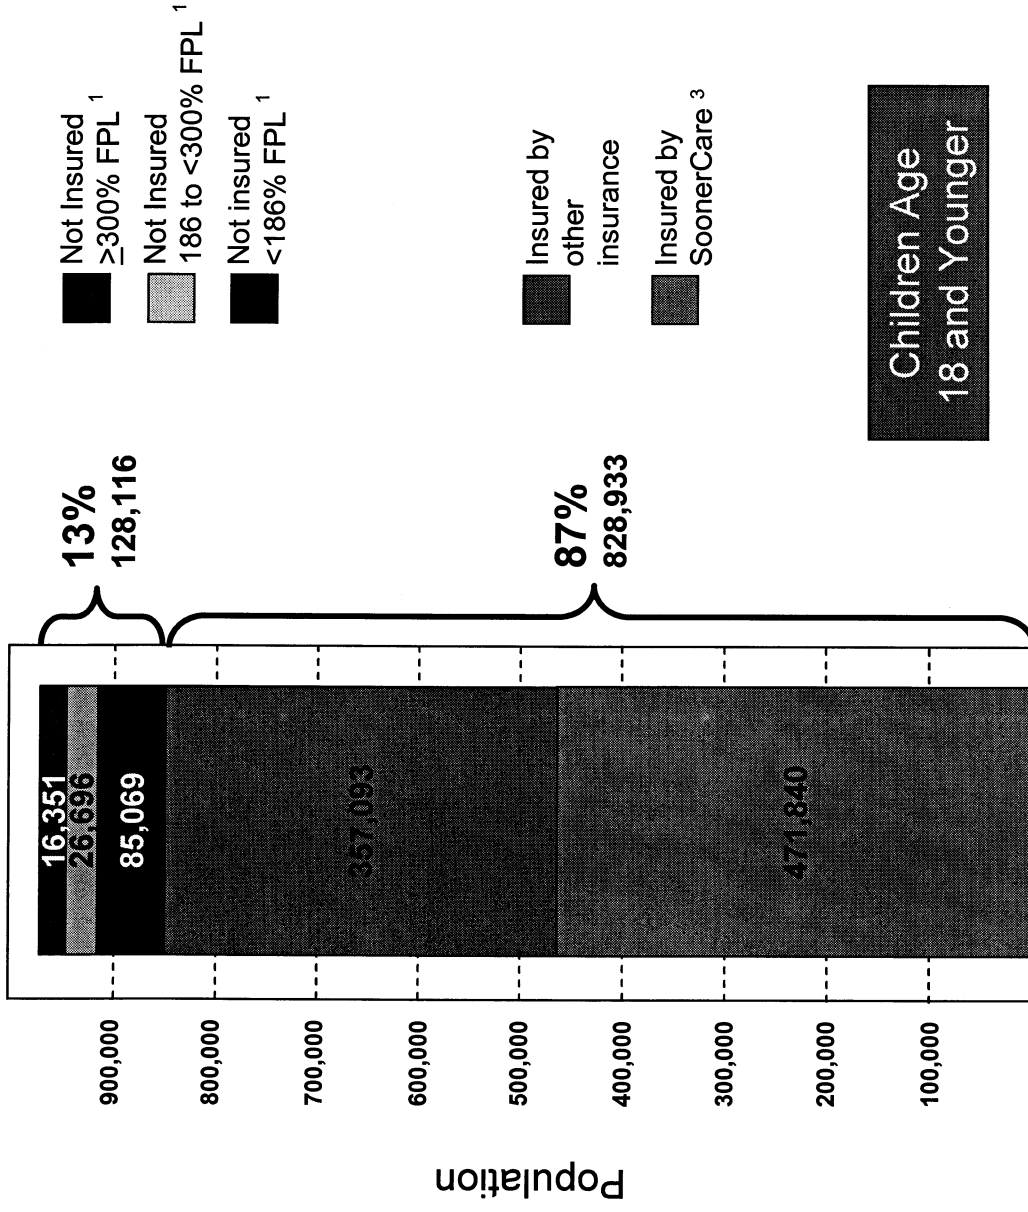 Population
900,000
800,000
700,000
600,000
500,000
400,000
300,000
200,000
100,000
16,351
26,696
85,069
357,093
471,840
13%
128,116
87%
828,933
Not Insured
≥300% FPL 1
Not Insured
186 to <300% FPL 1
Not insured
<186% FPL 1
Insured by
other
insurance
Insured by
SoonerCare 3
Children Age
18 and Younger